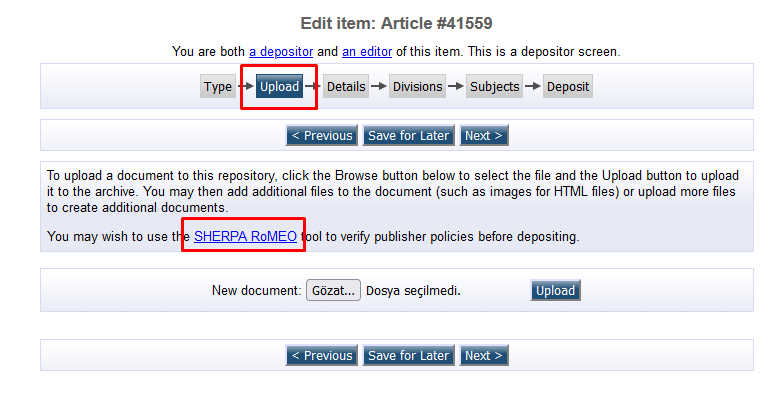 Edit item: Article #41559
You are both a depositor and an editor of this item. This is a depositor screen.
Type Upload Details Divisions Subjects Deposit
< Previous Save for Later Next >
To upload a document to this repository, click the Browse button below to select the file and the Upload button to upload
it to the archive. You may then add additional files to the document (such as images for HTML files) or upload more files
to create additional documents.
You may wish to use the SHERPA RoMEO tool to verify publisher policies before depositing.
New document: Gözat... Dosya seçilmedi. Upload
< Previous Save for Later Next >